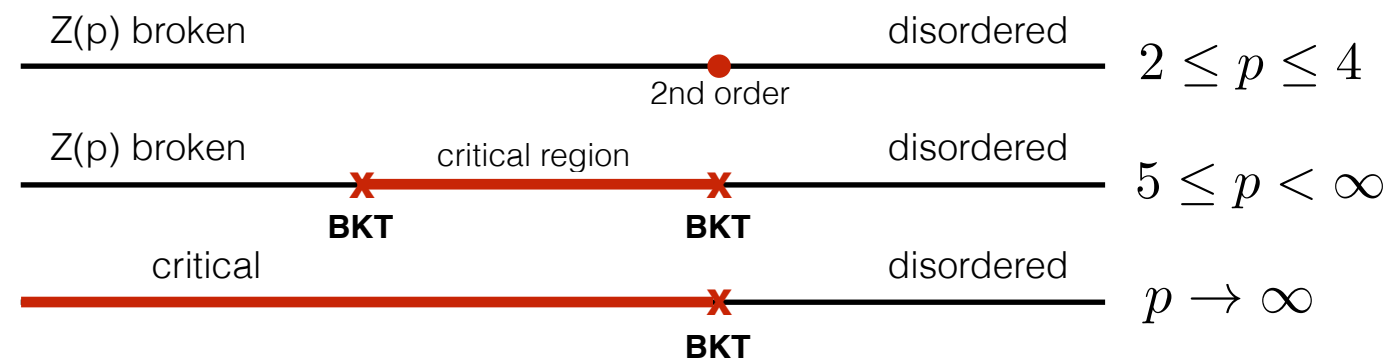 Z(p) broken disordered
2nd order
2 ≤ p ≤ 4
Z(p) broken critical region disordered
BKT BKT
5 ≤ p < ∞
critical disordered
BKT
p → ∞